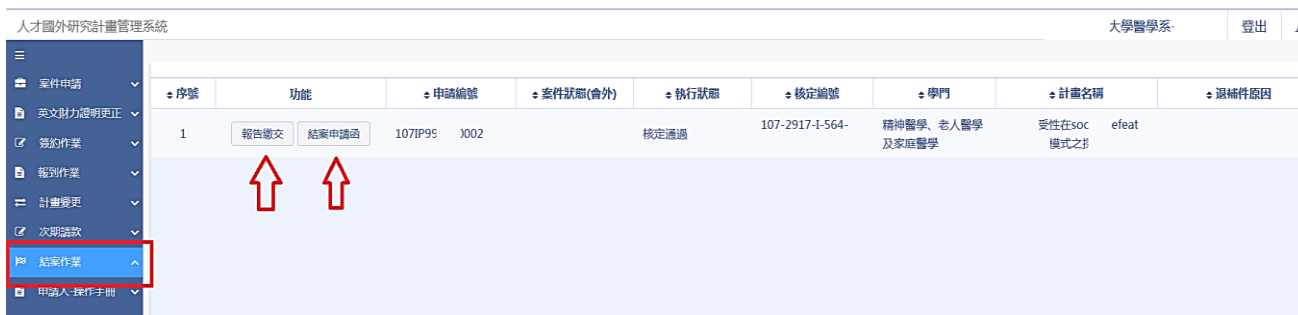 人才國外研究計畫管理系統
大學醫學系-
登出
案件申請
英文財力證明更正
簽約作業
報到作業
計畫變更
次期請款
結案作業
申請人-操作手冊
序號 功能 申請編號 案件狀態(會外) 執行狀態 核定編號 學門 計畫名稱 退補件原因
1 報告繳交 結案申請函 107IP99 0002 核定通過 107-2917-I-564- 精神醫學、老人醫學 受性在soc efeat
及家庭醫學 模式之